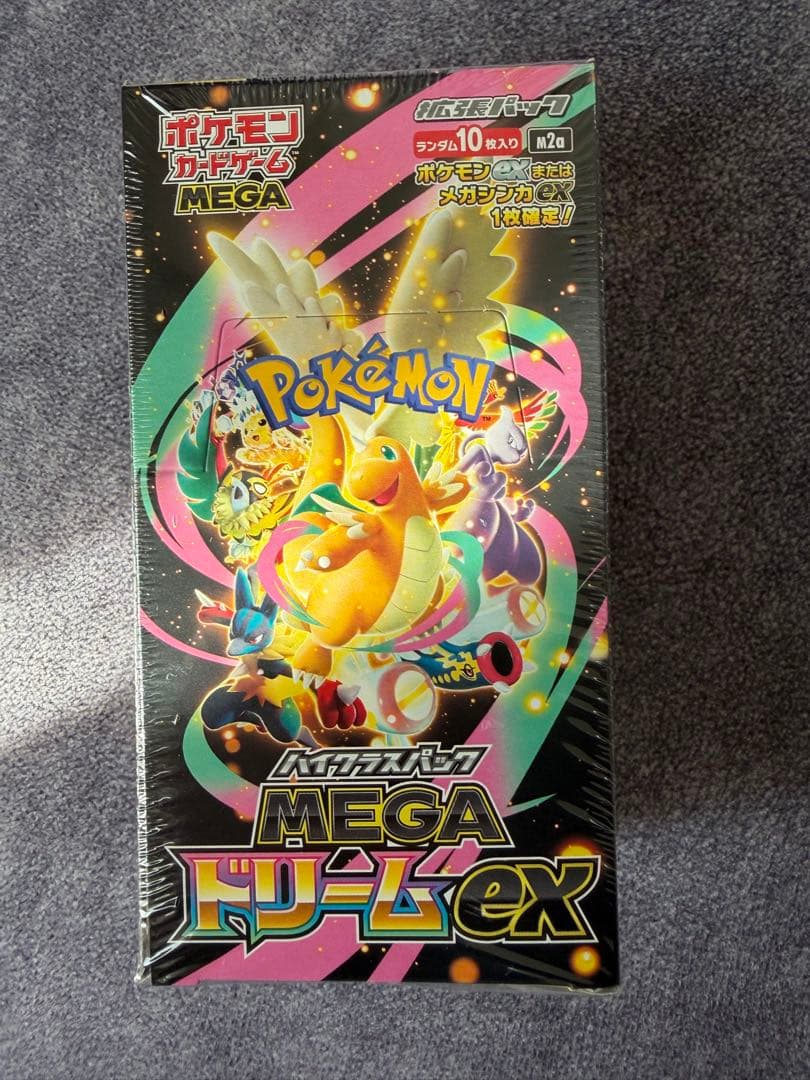 ポケモン
カードゲーム™
MEGA
拡張パック
ランダム10枚入り
M2a
ポケモンexまたは
メガシンカex
1枚確定!
POKéMON™
ハイクラスパック
MEGA
ドリームex